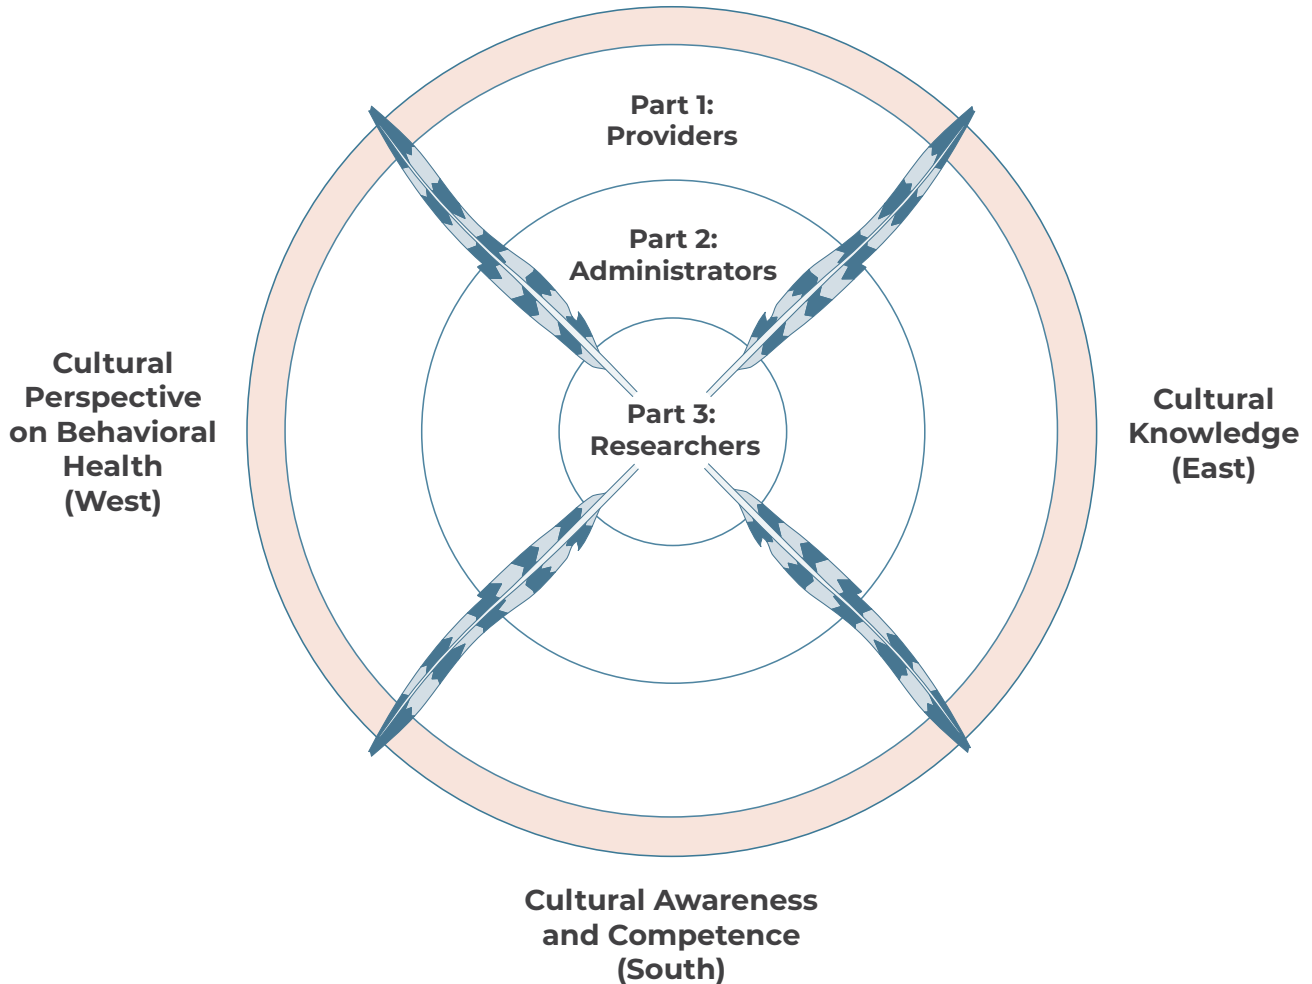 Part 1:
Providers
Part 2:
Administrators
Cultural
Perspective
on Behavioral
Health
(West)
Part 3:
Researchers
Cultural
Knowledge
(East)
Cultural Awareness
and Competence
(South)